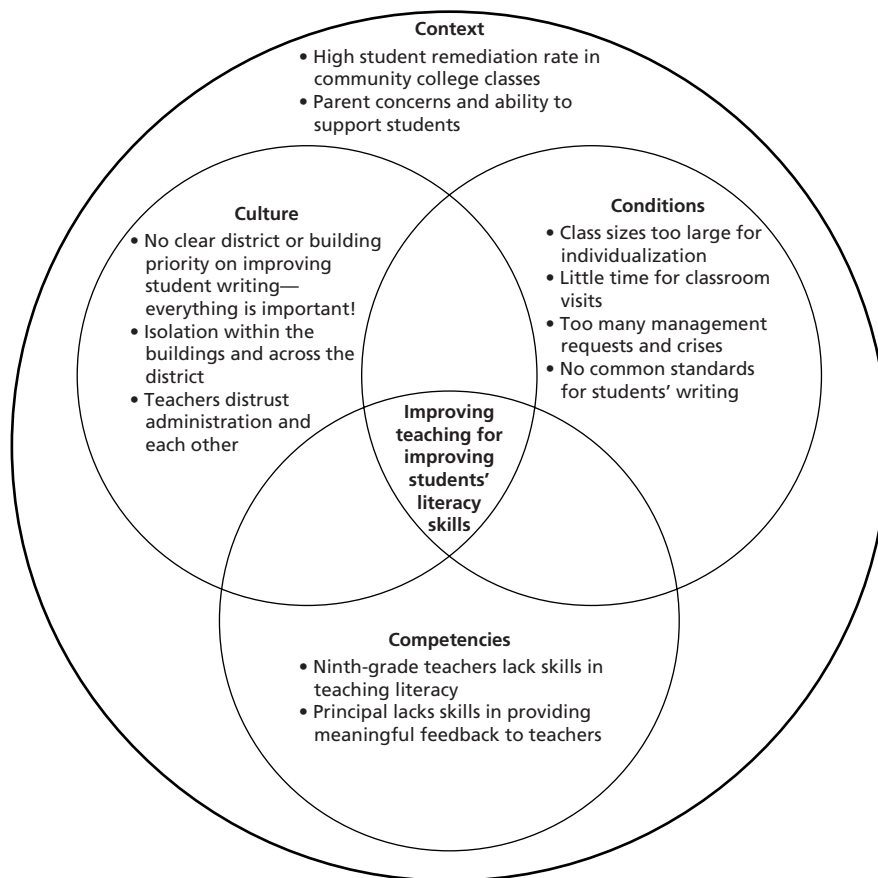 Context
• High student remediation rate in
community college classes
• Parent concerns and ability to
support students
Culture
• No clear district or building
priority on improving
student writing—
everything is important!
• Isolation within the
buildings and across the
district
• Teachers distrust
administration and
each other
Conditions
• Class sizes too large for
individualization
• Little time for classroom
visits
• Too many management
requests and crises
• No common standards
for students’ writing
Improving
teaching for
improving
students’
literacy
skills
Competencies
• Ninth-grade teachers lack skills in
teaching literacy
• Principal lacks skills in providing
meaningful feedback to teachers